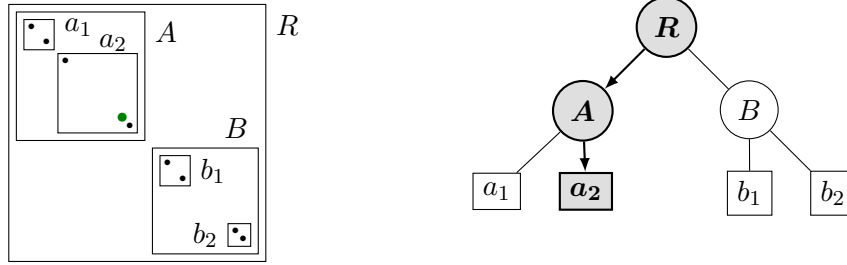 a₁ A R
a₂
B
b₁
b₂
R
A B
a₁ a₂ b₁ b₂